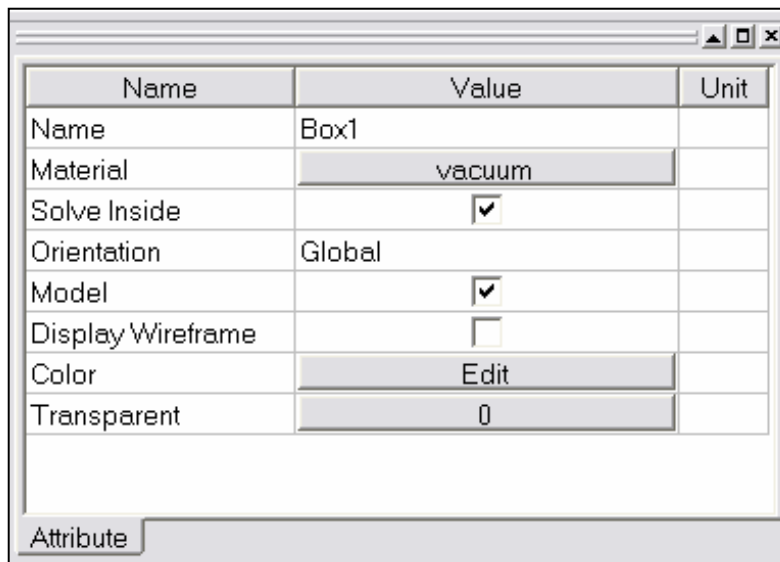 Name Value Unit
Name Box1
Material vacuum
Solve Inside
Orientation Global
Model
Display Wireframe
Color Edit
Transparent 0
Attribute